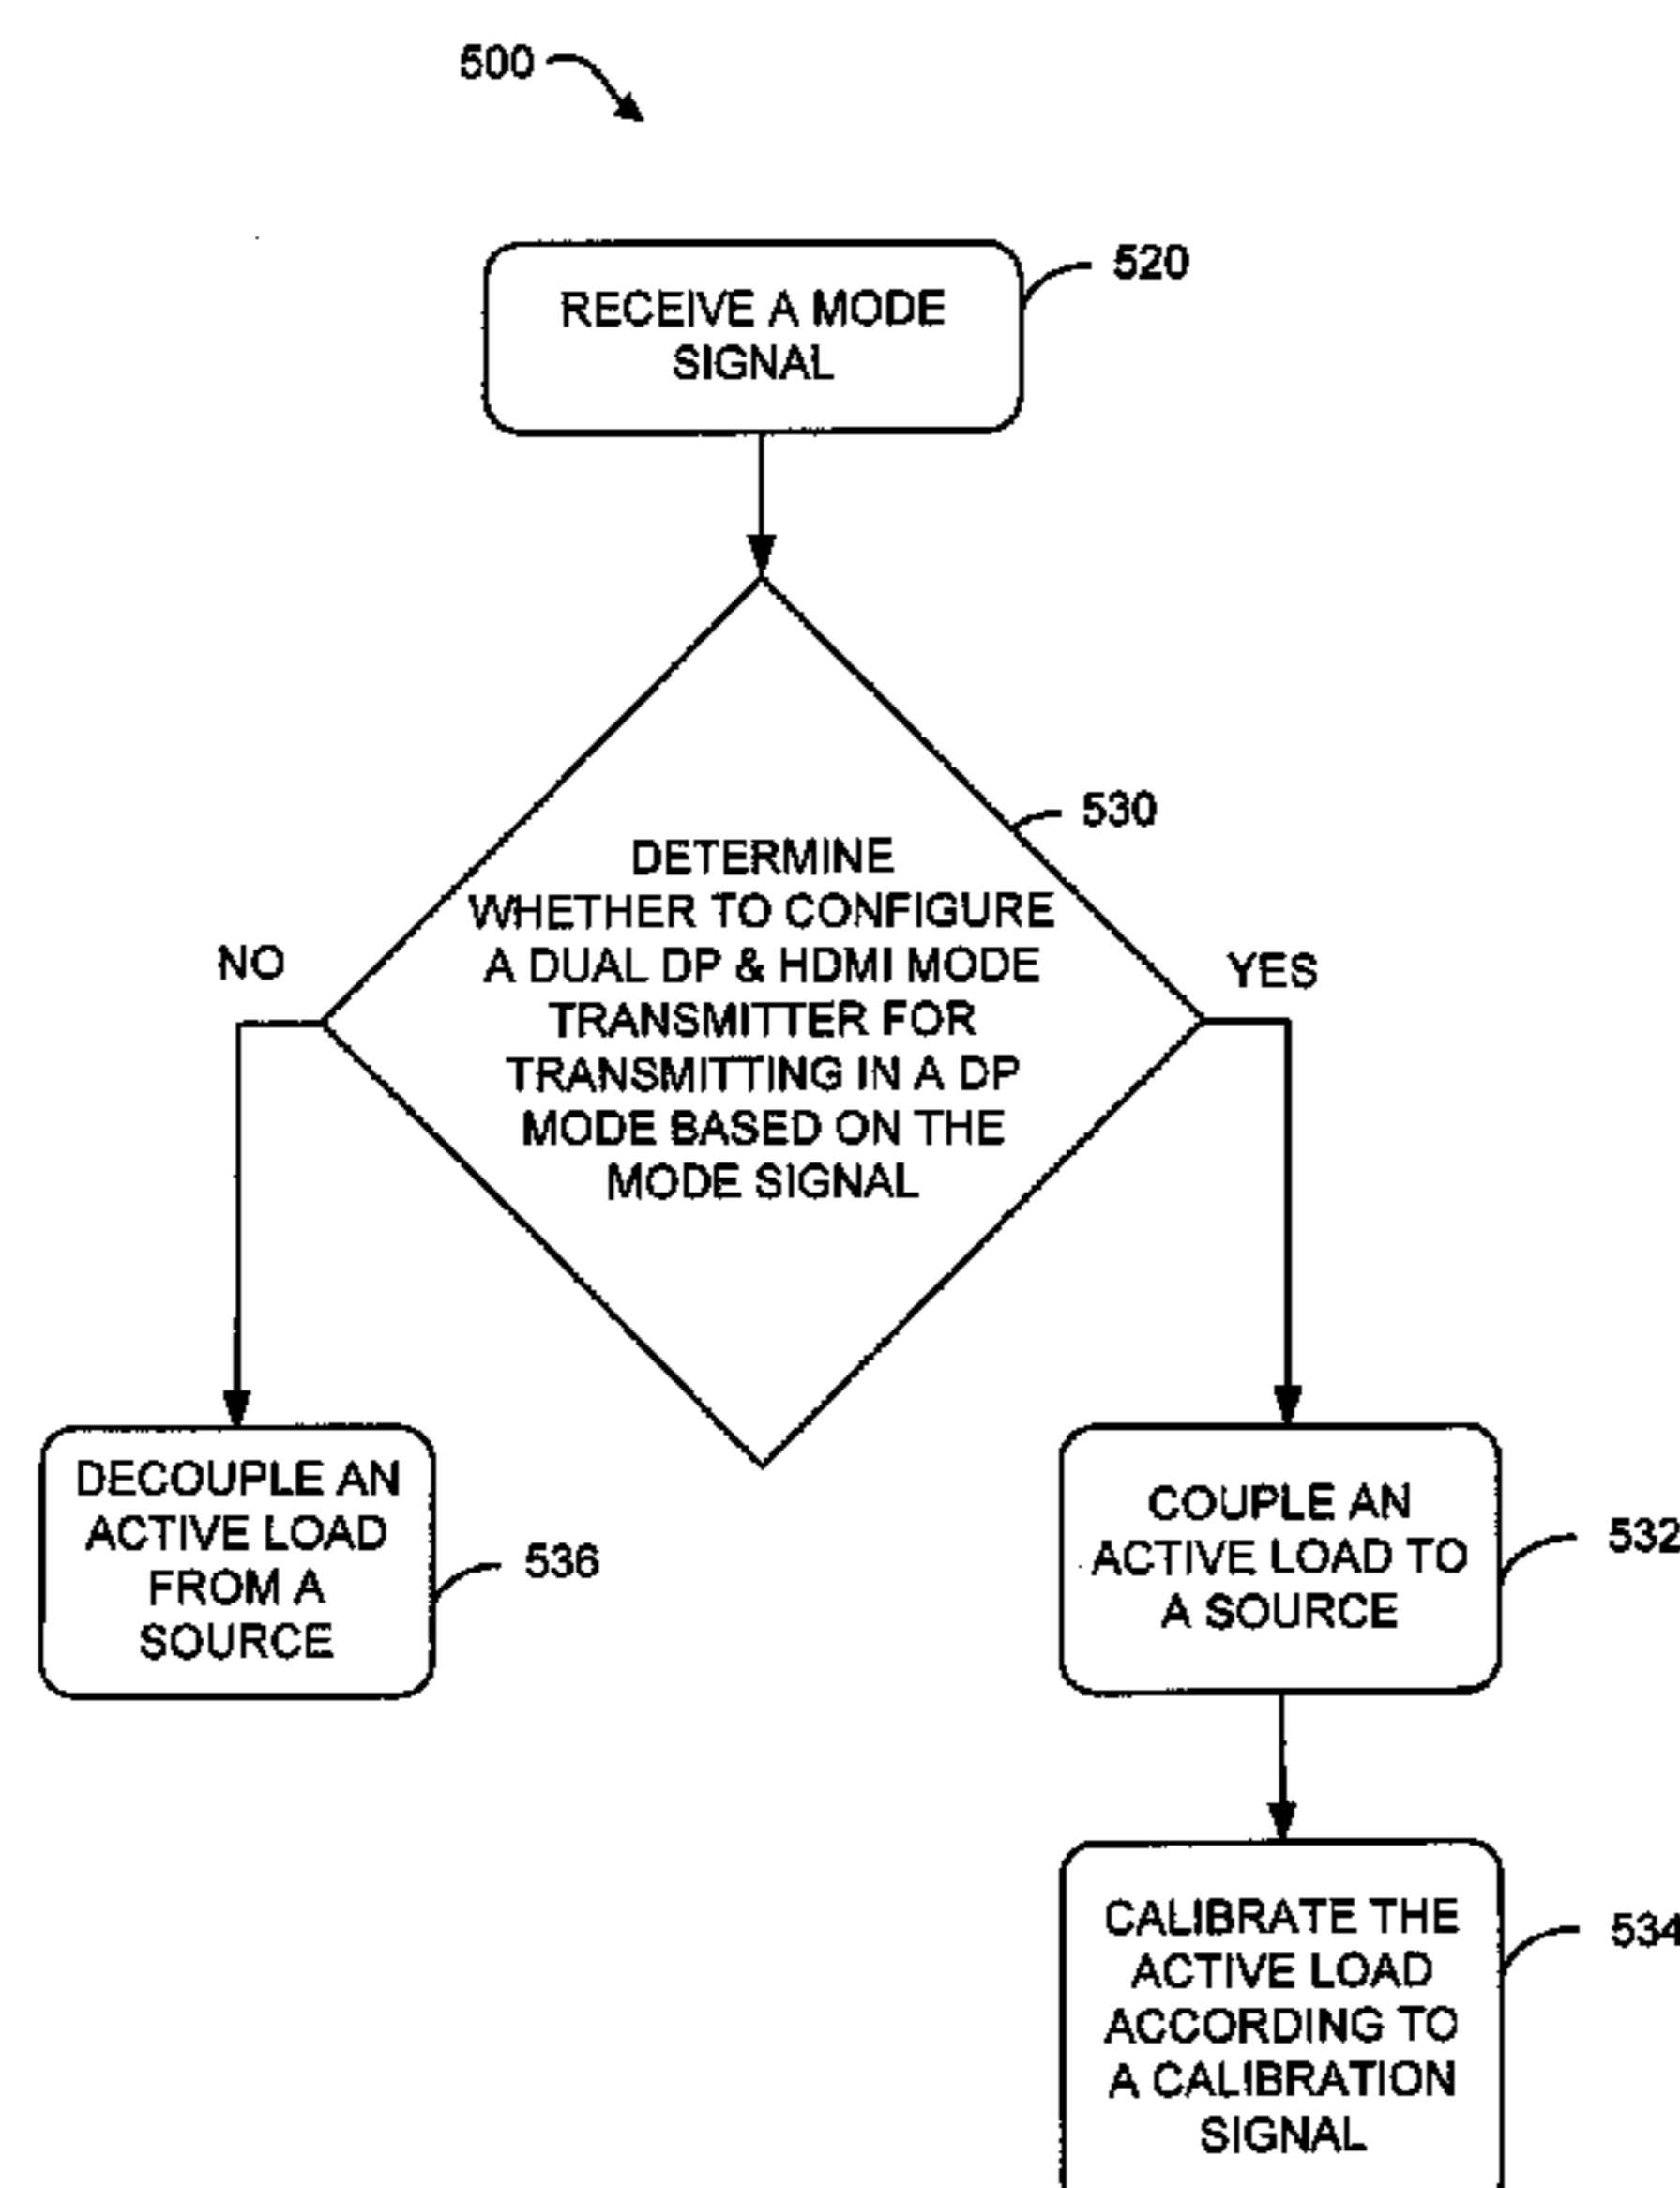 500
520
RECEIVE A MODE
SIGNAL
530
DETERMINE
WHETHER TO CONFIGURE
A DUAL DP & HDMI MODE
TRANSMITTER FOR
TRANSMITTING IN A DP
MODE BASED ON THE
MODE SIGNAL
NO
YES
DECOUPLE AN
ACTIVE LOAD
FROM A
SOURCE
536
COUPLE AN
ACTIVE LOAD TO
A SOURCE
532
CALIBRATE THE
ACTIVE LOAD
ACCORDING TO
A CALIBRATION
SIGNAL
534